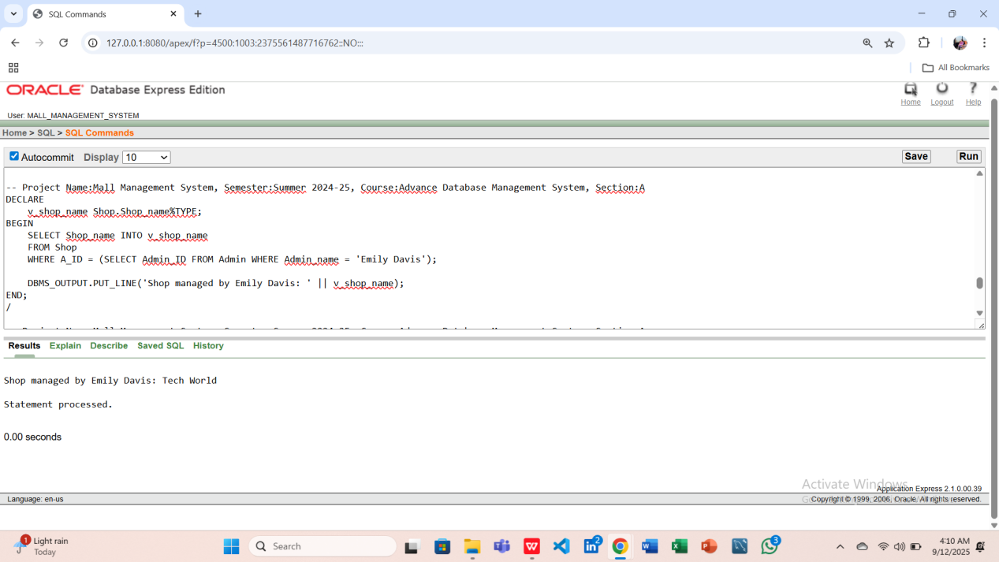 SQL Commands
127.0.0.1:8080/apex/f?p=4500:1003:2375561487716762::NO:::
All Bookmarks
ORACLE Database Express Edition
Home Logout Help
User: MALL_MANAGEMENT_SYSTEM
Home > SQL > SQL Commands
Autocommit Display 10 Save Run
-- Project Name:Mall Management System, Semester:Summer 2024-25, Course:Advance Database Management System, Section:A
DECLARE
v_shop_name Shop.Shop_name%TYPE;
BEGIN
SELECT Shop_name INTO v_shop_name
FROM Shop
WHERE A_ID = (SELECT Admin_ID FROM Admin WHERE Admin_name = 'Emily Davis');
DBMS_OUTPUT.PUT_LINE('Shop managed by Emily Davis: ' || v_shop_name);
END;
/
Results Explain Describe Saved SQL History
Shop managed by Emily Davis: Tech World
Statement processed.
0.00 seconds
Activate Windows
Application Express 2.1.0.00.39
Language: en-us Copyright © 1999, 2006, Oracle. All rights reserved.
1 Light rain
Today
Search
2
3
4:10 AM
9/12/2025